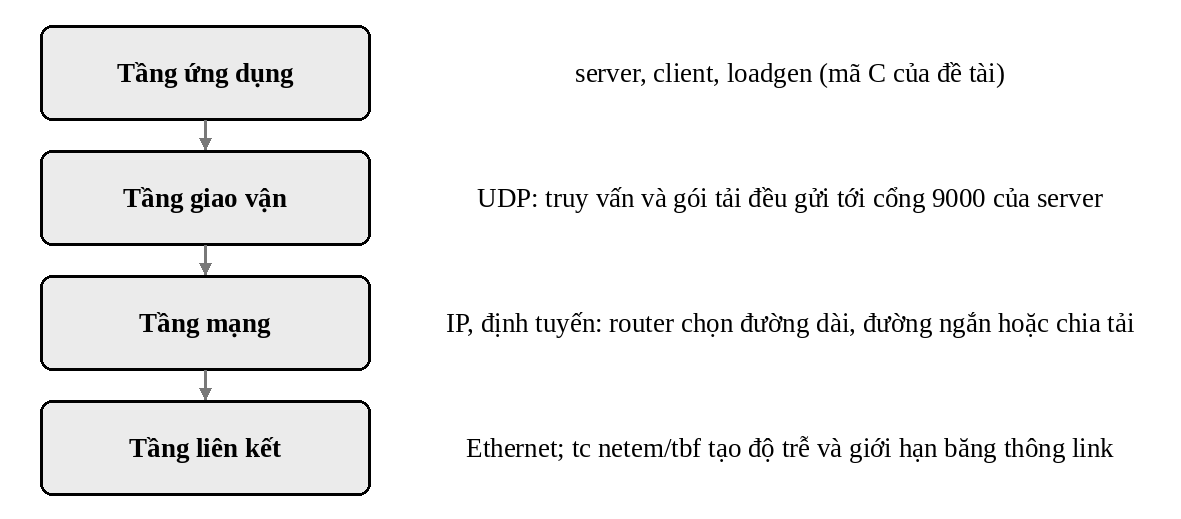 Tầng ứng dụng
server, client, loadgen (mã C của đề tài)
Tầng giao vận
UDP: truy vấn và gói tải đều gửi tới cổng 9000 của server
Tầng mạng
IP, định tuyến: router chọn đường dài, đường ngắn hoặc chia tải
Tầng liên kết
Ethernet; tc netem/tbf tạo độ trễ và giới hạn băng thông link